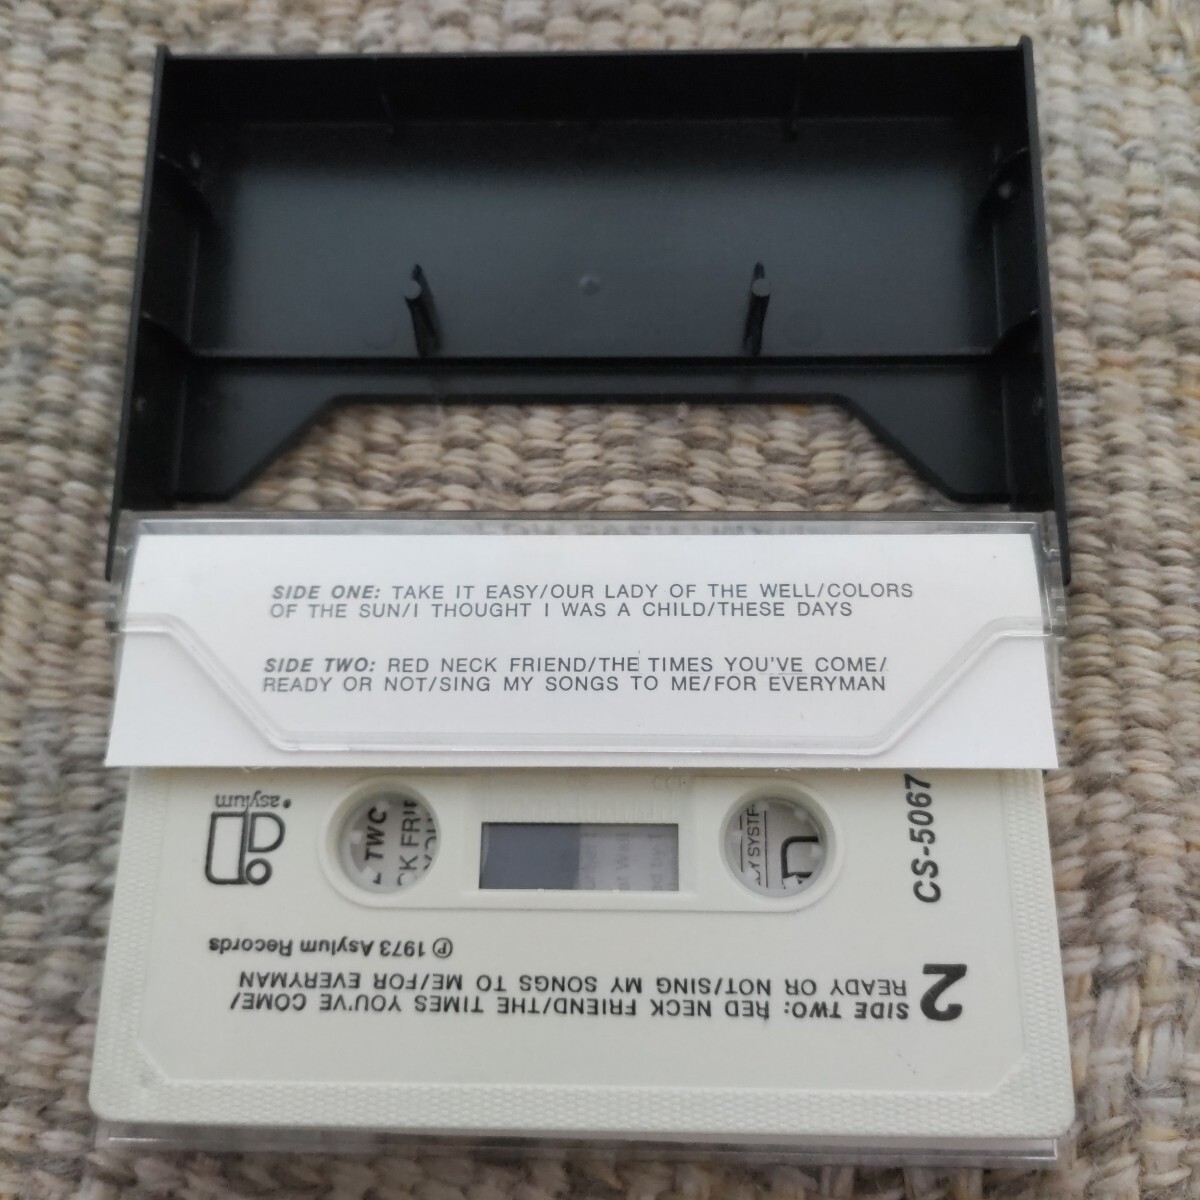 SIDE ONE: TAKE IT EASY/OUR LADY OF THE WELL/COLORS
OF THE SUN/I THOUGHT I WAS A CHILD/THESE DAYS
SIDE TWO: RED NECK FRIEND/THE TIMES YOU'VE COME/
READY OR NOT/SING MY SONGS TO ME/FOR EVERYMAN
asylum
TWO
CS-5067
℗ 1973 Asylum Records
2
SIDE TWO: RED NECK FRIEND/THE TIMES YOU'VE COME/
READY OR NOT/SING MY SONGS TO ME/FOR EVERYMAN